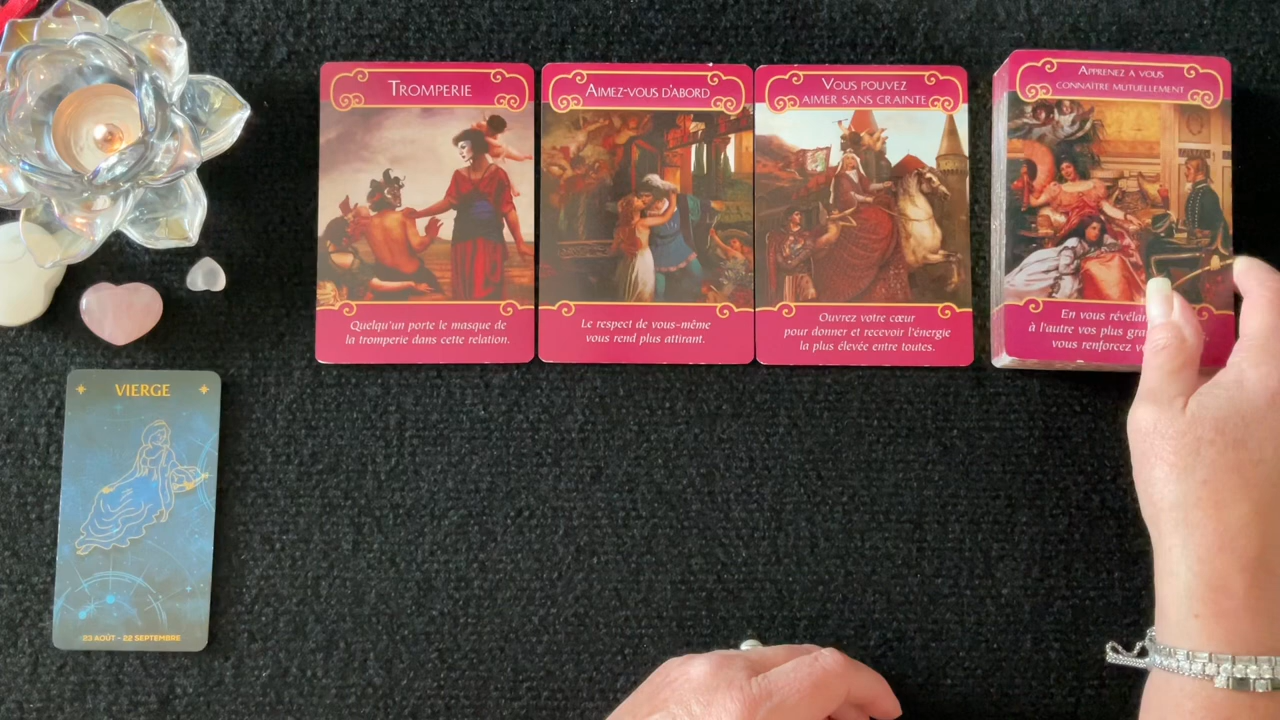 TROMPERIE
Quelqu'un porte le masque de
la tromperie dans cette relation.
AIMEZ-VOUS D'ABORD
Le respect de vous-même
vous rend plus attirant.
VOUS POUVEZ
AIMER SANS CRAINTE
Ouvrez votre cœur
pour donner et recevoir l'énergie
la plus élevée entre toutes.
APPRENEZ A VOUS
CONNAÎTRE MUTUELLEMENT
En vous
à l'autre vos plus
vous renforcez
VIERGE
23 AOÛT - 22 SEPTEMBRE